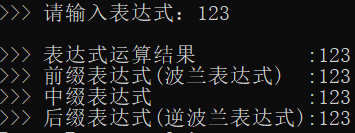 >>> 请输入表达式：123
>>> 表达式运算结果 :123
>>> 前缀表达式(波兰表达式) :123
>>> 中缀表达式 :123
>>> 后缀表达式(逆波兰表达式):123